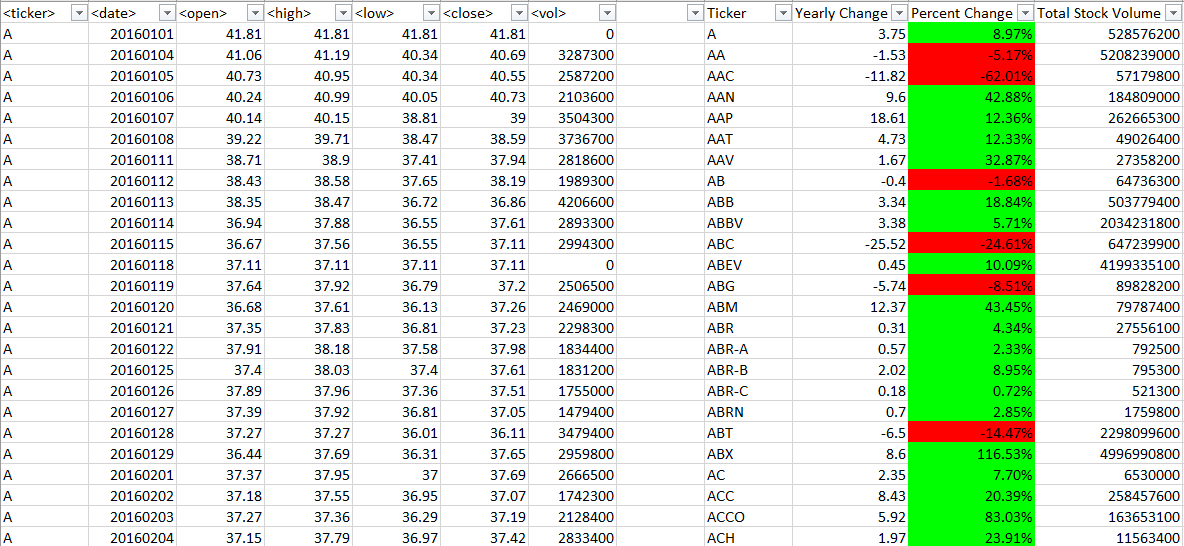 <ticker> <date> <open> <high> <low> <close> <vol> Ticker Yearly Change Percent Change Total Stock Volume
A 20160101 41.81 41.81 41.81 41.81 0 A 3.75 8.97% 528576200
A 20160104 41.06 41.19 40.34 40.69 3287300 AA -1.53 -5.17% 5208239000
A 20160105 40.73 40.95 40.34 40.55 2587200 AAC -11.82 -62.01% 57179800
A 20160106 40.24 40.99 40.05 40.73 2103600 AAN 9.6 42.88% 184809000
A 20160107 40.14 40.15 38.81 39 3504300 AAP 18.61 12.36% 262665300
A 20160108 39.22 39.71 38.47 38.59 3736700 AAT 4.73 12.33% 49026400
A 20160111 38.71 38.9 37.41 37.94 2818600 AAV 1.67 32.87% 27358200
A 20160112 38.43 38.58 37.65 38.19 1989300 AB -0.4 -1.68% 64736300
A 20160113 38.35 38.47 36.72 36.86 4206600 ABB 3.34 18.84% 503779400
A 20160114 36.94 37.88 36.55 37.61 2893300 ABBV 3.38 5.71% 2034231800
A 20160115 36.67 37.56 36.55 37.11 2994300 ABC -25.52 -24.61% 647239900
A 20160118 37.11 37.11 37.11 37.11 0 ABEV 0.45 10.09% 4199335100
A 20160119 37.64 37.92 36.79 37.2 2506500 ABG -5.74 -8.51% 89828200
A 20160120 36.68 37.61 36.13 37.26 2469000 ABM 12.37 43.45% 79787400
A 20160121 37.35 37.83 36.81 37.23 2298300 ABR 0.31 4.34% 27556100
A 20160122 37.91 38.18 37.58 37.98 1834400 ABR-A 0.57 2.33% 792500
A 20160125 37.4 38.03 37.4 37.61 1831200 ABR-B 2.02 8.95% 795300
A 20160126 37.89 37.96 37.36 37.51 1755000 ABR-C 0.18 0.72% 521300
A 20160127 37.39 37.92 36.81 37.05 1479400 ABRN 0.7 2.85% 1759800
A 20160128 37.27 37.27 36.01 36.11 3479400 ABT -6.5 -14.47% 2298099600
A 20160129 36.44 37.69 36.31 37.65 2959800 ABX 8.6 116.53% 4996990800
A 20160201 37.37 37.95 37 37.69 2666500 AC 2.35 7.70% 6530000
A 20160202 37.18 37.55 36.95 37.07 1742300 ACC 8.43 20.39% 258457600
A 20160203 37.27 37.36 36.29 37.19 2128400 ACCO 5.92 83.03% 163653100
A 20160204 37.15 37.79 36.97 37.42 2833400 ACH 1.97 23.91% 11563400